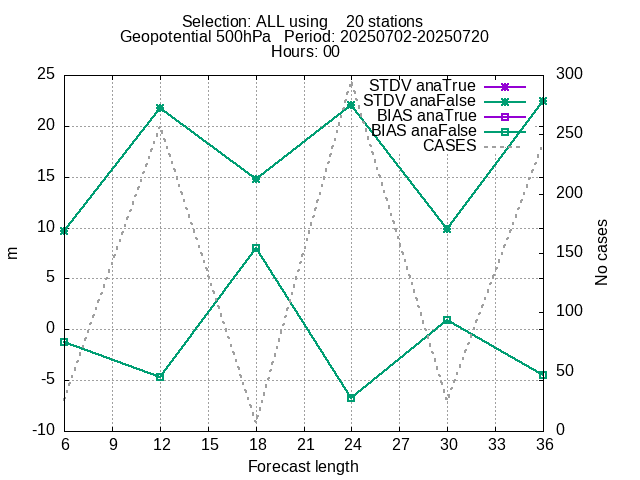 Selection: ALL using    20 stations
Geopotential 500hPa   Period: 20250702-20250720
Hours: 00
STDV anaTrue
STDV anaFalse
BIAS anaTrue
BIAS anaFalse
CASES
25
20
15
10
5
0
-5
-10
m
300
250
200
150
100
50
0
No cases
6 9 12 15 18 21 24 27 30 33 36
Forecast length